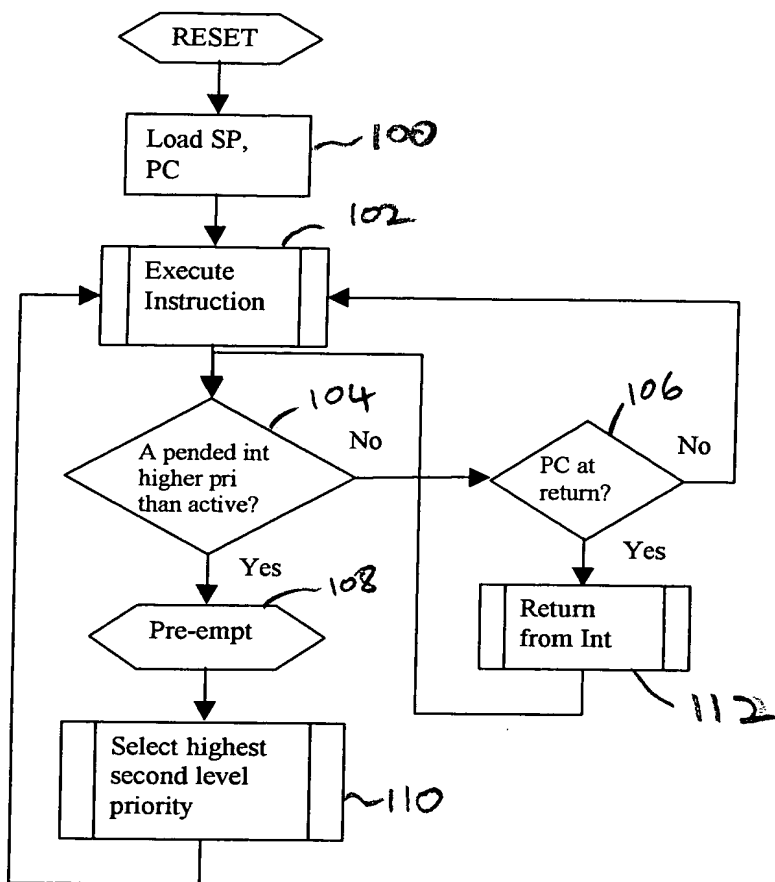 RESET
Load SP,
PC
100
102
Execute
Instruction
104
A pended int
higher pri
than active?
No
106
PC at
return?
No
Yes
Yes
108
Pre-empt
Return
from Int
112
Select highest
second level
priority
110